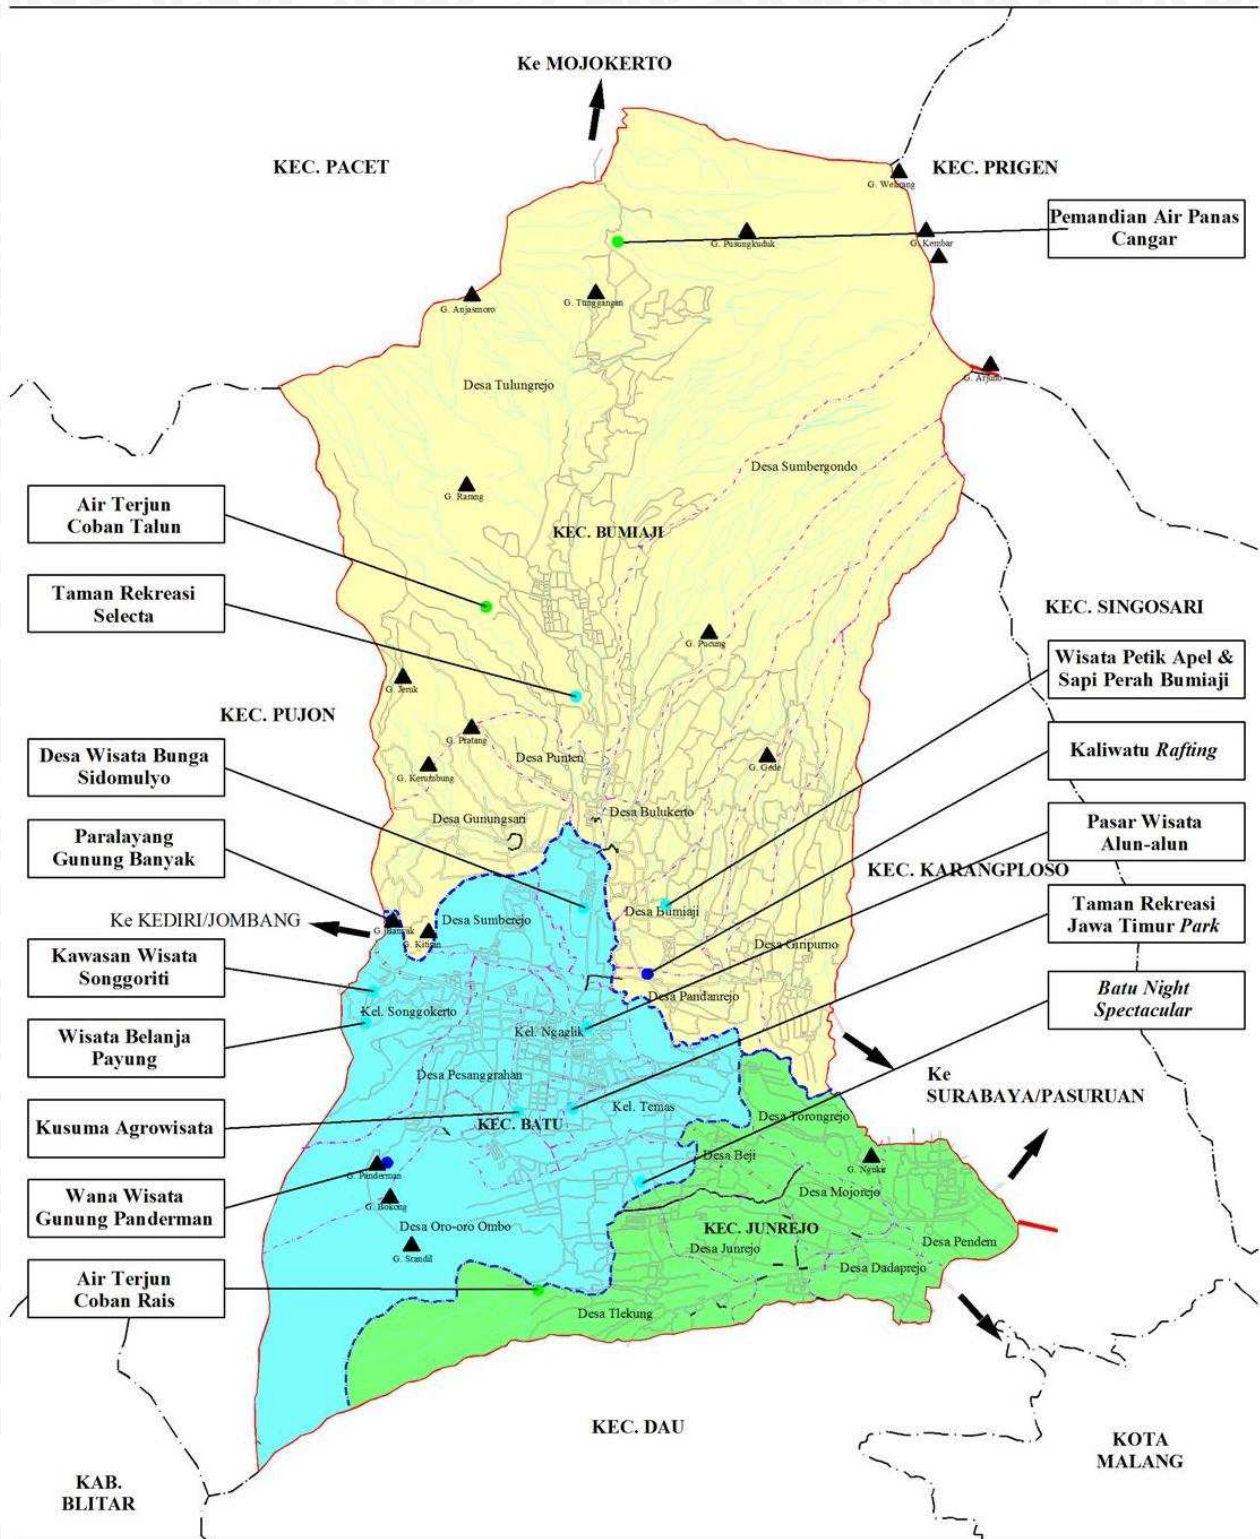 Ke MOJOKERTO
KEC. PACET
KEC. PRIGEN
G. Welirang
Pemandian Air Panas
Cangar
G. Pusungkuduk
G. Kembar
G. Anjasmoro
G. Tunggangan
G. Arjuno
Desa Tulungrejo
Desa Sumbergondo
G. Rarang
Air Terjun
Coban Talun
KEC. BUMIAJI
Taman Rekreasi
Selecta
KEC. SINGOSARI
G. Pucung
Wisata Petik Apel &
Sapi Perah Bumiaji
G. Jeruk
KEC. PUJON
G. Pratang
Desa Punten
G. Gede
Kaliwatu Rafting
Desa Wisata Bunga
Sidomulyo
G. Kerumbung
Desa Gunungsari
Desa Bulukerto
Pasar Wisata
Alun-alun
Paralayang
Gunung Banyak
KEC. KARANGPLOSO
Ke KEDIRI/JOMBANG
G. Banyak
G. Kitiran
Desa Sumberejo
Desa Bumiaji
Taman Rekreasi
Jawa Timur Park
Desa Giripurno
Kawasan Wisata
Songgoriti
Desa Pandanrejo
Batu Night
Spectacular
Kel. Songgokerto
Kel. Ngaglik
Wisata Belanja
Payung
Desa Pesanggrahan
Ke
SURABAYA/PASURUAN
Kel. Temas
Desa Torongrejo
Kusuma Agrowisata
KEC. BATU
Desa Beji
G. Panderman
Wana Wisata
Gunung Panderman
G. Bokong
Desa Mojorejo
Desa Oro-oro Ombo
KEC. JUNREJO
Desa Junrejo
Desa Pendem
Desa Dadaprejo
Air Terjun
Coban Rais
Desa Tlekung
KEC. DAU
KOTA
MALANG
KAB.
BLITAR